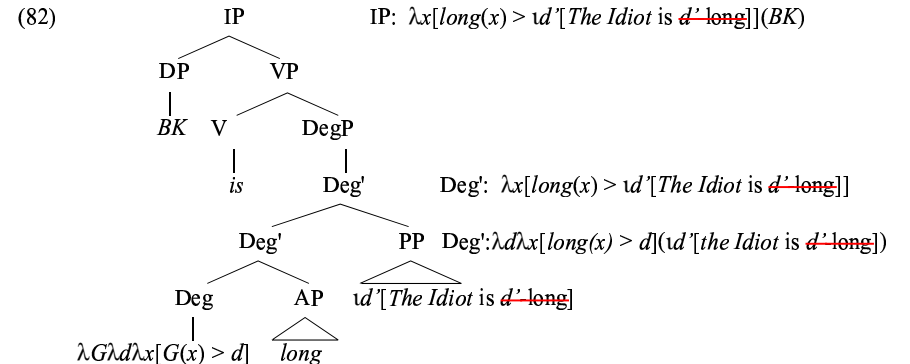 (82) IP IP: λx[long(x) > ιd’[The Idiot is d’-long]](BK)
DP VP
BK V DegP
is Deg' Deg': λx[long(x) > ιd’[The Idiot is d’-long]]
Deg' PP Deg':λdλx[long(x) > d](ιd’[the Idiot is d’-long])
Deg AP ιd’[The Idiot is d’-long]
λGλdλx[G(x) > d] long